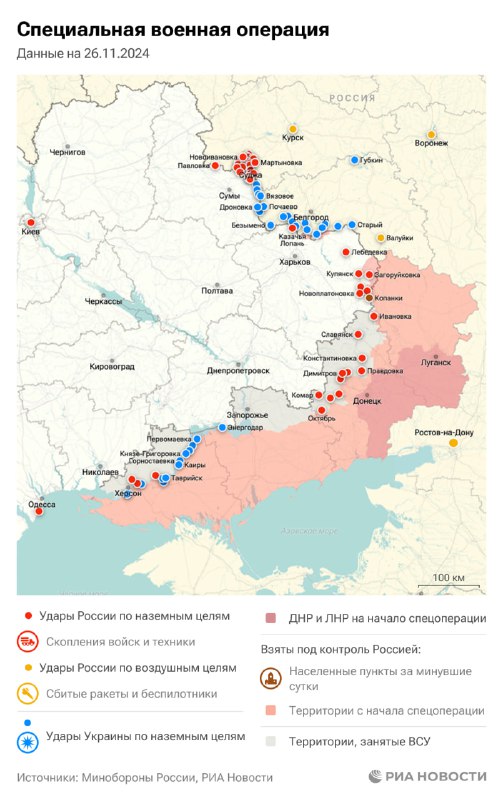 Специальная военная операция
Данные на 26.11.2024
РОССИЯ
Курск
Воронеж
Чернигов
Новоивановка
Мартыновка
Павловка
Суджа
Губкин
Сумы
Вязовое
Дроновка
Почаево
Белгород
Безымено
Старый
Киев
Казачья
Лопань
Валуйки
Лебедевка
Харьков
Купянск
Загоруйковка
Полтава
Новоплатоновка
Копанки
Черкассы
Ивановка
Славянск
Константиновка
Луганск
Кировоград
Днепропетровск
Димитров
Правдовка
Комар
Донецк
Запорожье
Октябрь
Энергодар
Ростов-на-Дону
Первомаевка
Князе-Григоровка
Горностаевка
Каиры
Николаев
Таврийск
Херсон
Одесса
Азовское море
100 км
Удары России по наземным целям
Скопления войск и техники
Удары России по воздушным целям
Сбитые ракеты и беспилотники
Удары Украины по наземным целям
ДНР и ЛНР на начало спецоперации
Взяты под контроль Россией:
Населенные пункты за минувшие
сутки
Территории с начала спецоперации
Территории, занятые ВСУ
Источники: Минобороны России, РИА Новости
РИА НОВОСТИ